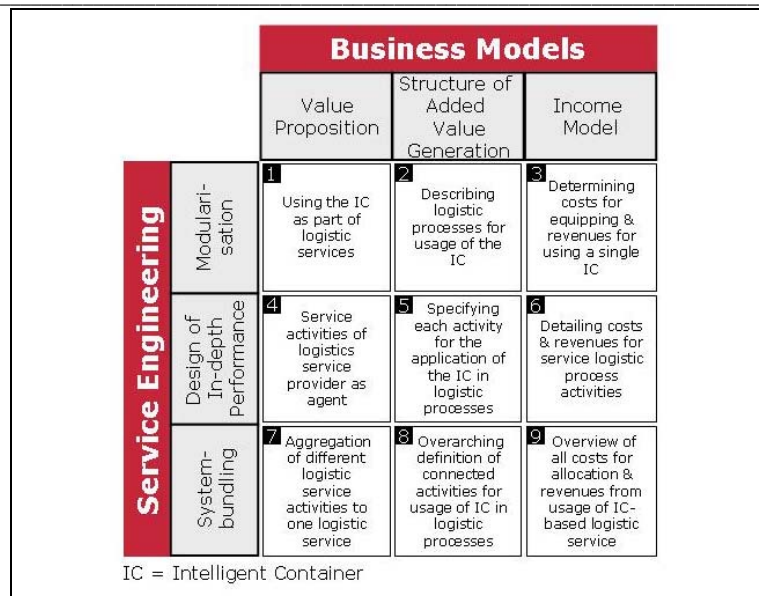 Business Models
Value
Proposition
Structure of
Added
Value
Generation
Income
Model
Service Engineering
Modulari-
sation
1
Using the IC
as part of
logistic
services
2
Describing
logistic
processes for
usage of the
IC
3
Determining
costs for
equipping &
revenues for
using a single
IC
Design of
In-depth
Performance
4
Service
activities of
logistics
service
provider as
agent
5
Specifying
each activity
for the
application of
the IC in
logistic
processes
6
Detailing costs
& revenues for
service logistic
process
activities
System-
bundling
7
Aggregation
of different
logistic
service
activities to
one logistic
service
8
Overarching
definition of
connected
activities for
usage of IC in
logistic
processes
9
Overview of
all costs for
allocation &
revenues from
usage of IC-
based logistic
service
IC = Intelligent Container